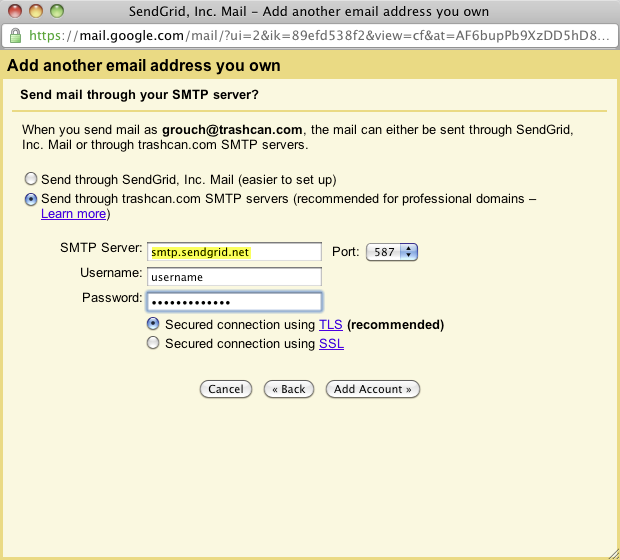 SendGrid, Inc. Mail – Add another email address you own
https://mail.google.com/mail/?ui=2&ik=89efd538f2&view=cf&at=AF6bupPb9XzDD5hD8...
Add another email address you own
Send mail through your SMTP server?
When you send mail as grouch@trashcan.com, the mail can either be sent through SendGrid,
Inc. Mail or through trashcan.com SMTP servers.
Send through SendGrid, Inc. Mail (easier to set up)
Send through trashcan.com SMTP servers (recommended for professional domains –
Learn more)
SMTP Server: smtp.sendgrid.net Port: 587
Username: username
Password: •••••••••••••
Secured connection using TLS (recommended)
Secured connection using SSL
Cancel « Back Add Account »